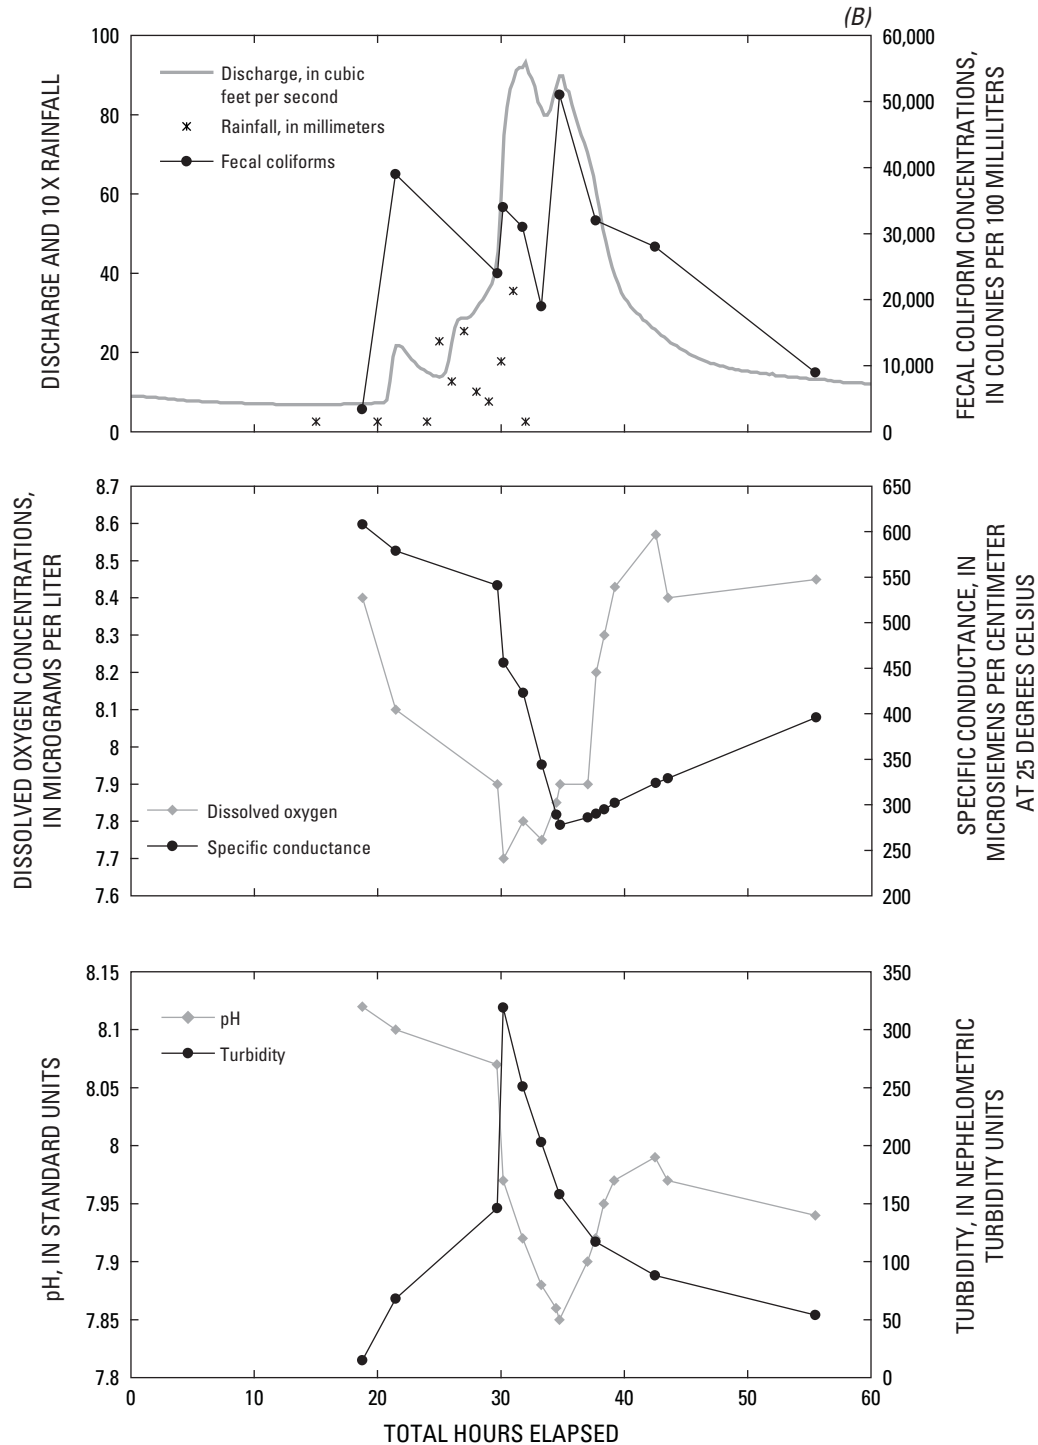 (B)
100
80
60
40
20
0
DISCHARGE AND 10 X RAINFALL
Discharge, in cubic
feet per second
Rainfall, in millimeters
Fecal coliforms
60,000
50,000
40,000
30,000
20,000
10,000
0
FECAL COLIFORM CONCENTRATIONS,
IN COLONIES PER 100 MILLILITERS
8.7
8.6
8.5
8.4
8.3
8.2
8.1
8
7.9
7.8
7.7
7.6
DISSOLVED OXYGEN CONCENTRATIONS,
IN MICROGRAMS PER LITER
Dissolved oxygen
Specific conductance
650
600
550
500
450
400
350
300
250
200
SPECIFIC CONDUCTANCE, IN
MICROSIEMENS PER CENTIMETER
AT 25 DEGREES CELSIUS
8.15
8.1
8.05
8
7.95
7.9
7.85
7.8
pH, IN STANDARD UNITS
pH
Turbidity
350
300
250
200
150
100
50
0
TURBIDITY, IN NEPHELOMETRIC
TURBIDITY UNITS
0 10 20 30 40 50 60
TOTAL HOURS ELAPSED